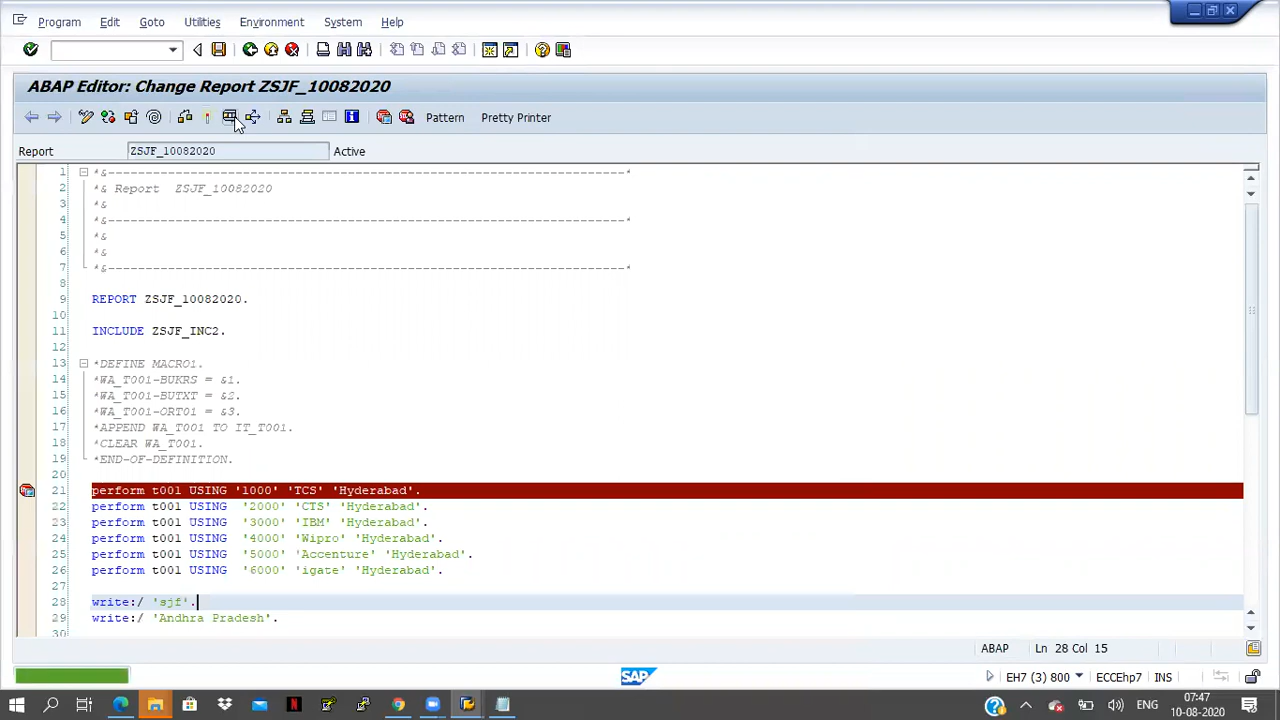 Program Edit Goto Utilities Environment System Help
ABAP Editor: Change Report ZSJF_10082020
Pattern Pretty Printer
Report ZSJF_10082020 Active
1 *&---------------------------------------------------------------------*
2 *& Report  ZSJF_10082020
3 *&
4 *&---------------------------------------------------------------------*
5 *&
6 *&
7 *&---------------------------------------------------------------------*
8
9 REPORT ZSJF_10082020.
10
11 INCLUDE ZSJF_INC2.
12
13 *DEFINE MACRO1.
14 *WA_T001-BUKRS = &1.
15 *WA_T001-BUTXT = &2.
16 *WA_T001-ORT01 = &3.
17 *APPEND WA_T001 TO IT_T001.
18 *CLEAR WA_T001.
19 *END-OF-DEFINITION.
20
21 perform t001 USING '1000' 'TCS' 'Hyderabad'.
22 perform t001 USING  '2000' 'CTS' 'Hyderabad'.
23 perform t001 USING  '3000' 'IBM' 'Hyderabad'.
24 perform t001 USING  '4000' 'Wipro' 'Hyderabad'.
25 perform t001 USING  '5000' 'Accenture' 'Hyderabad'.
26 perform t001 USING  '6000' 'igate' 'Hyderabad'.
27
28 write:/ 'sjf'.
29 write:/ 'Andhra Pradesh'.
30
ABAP Ln 28 Col 15
SAP EH7 (3) 800 ECCEhp7 INS
ENG 07:47
10-08-2020